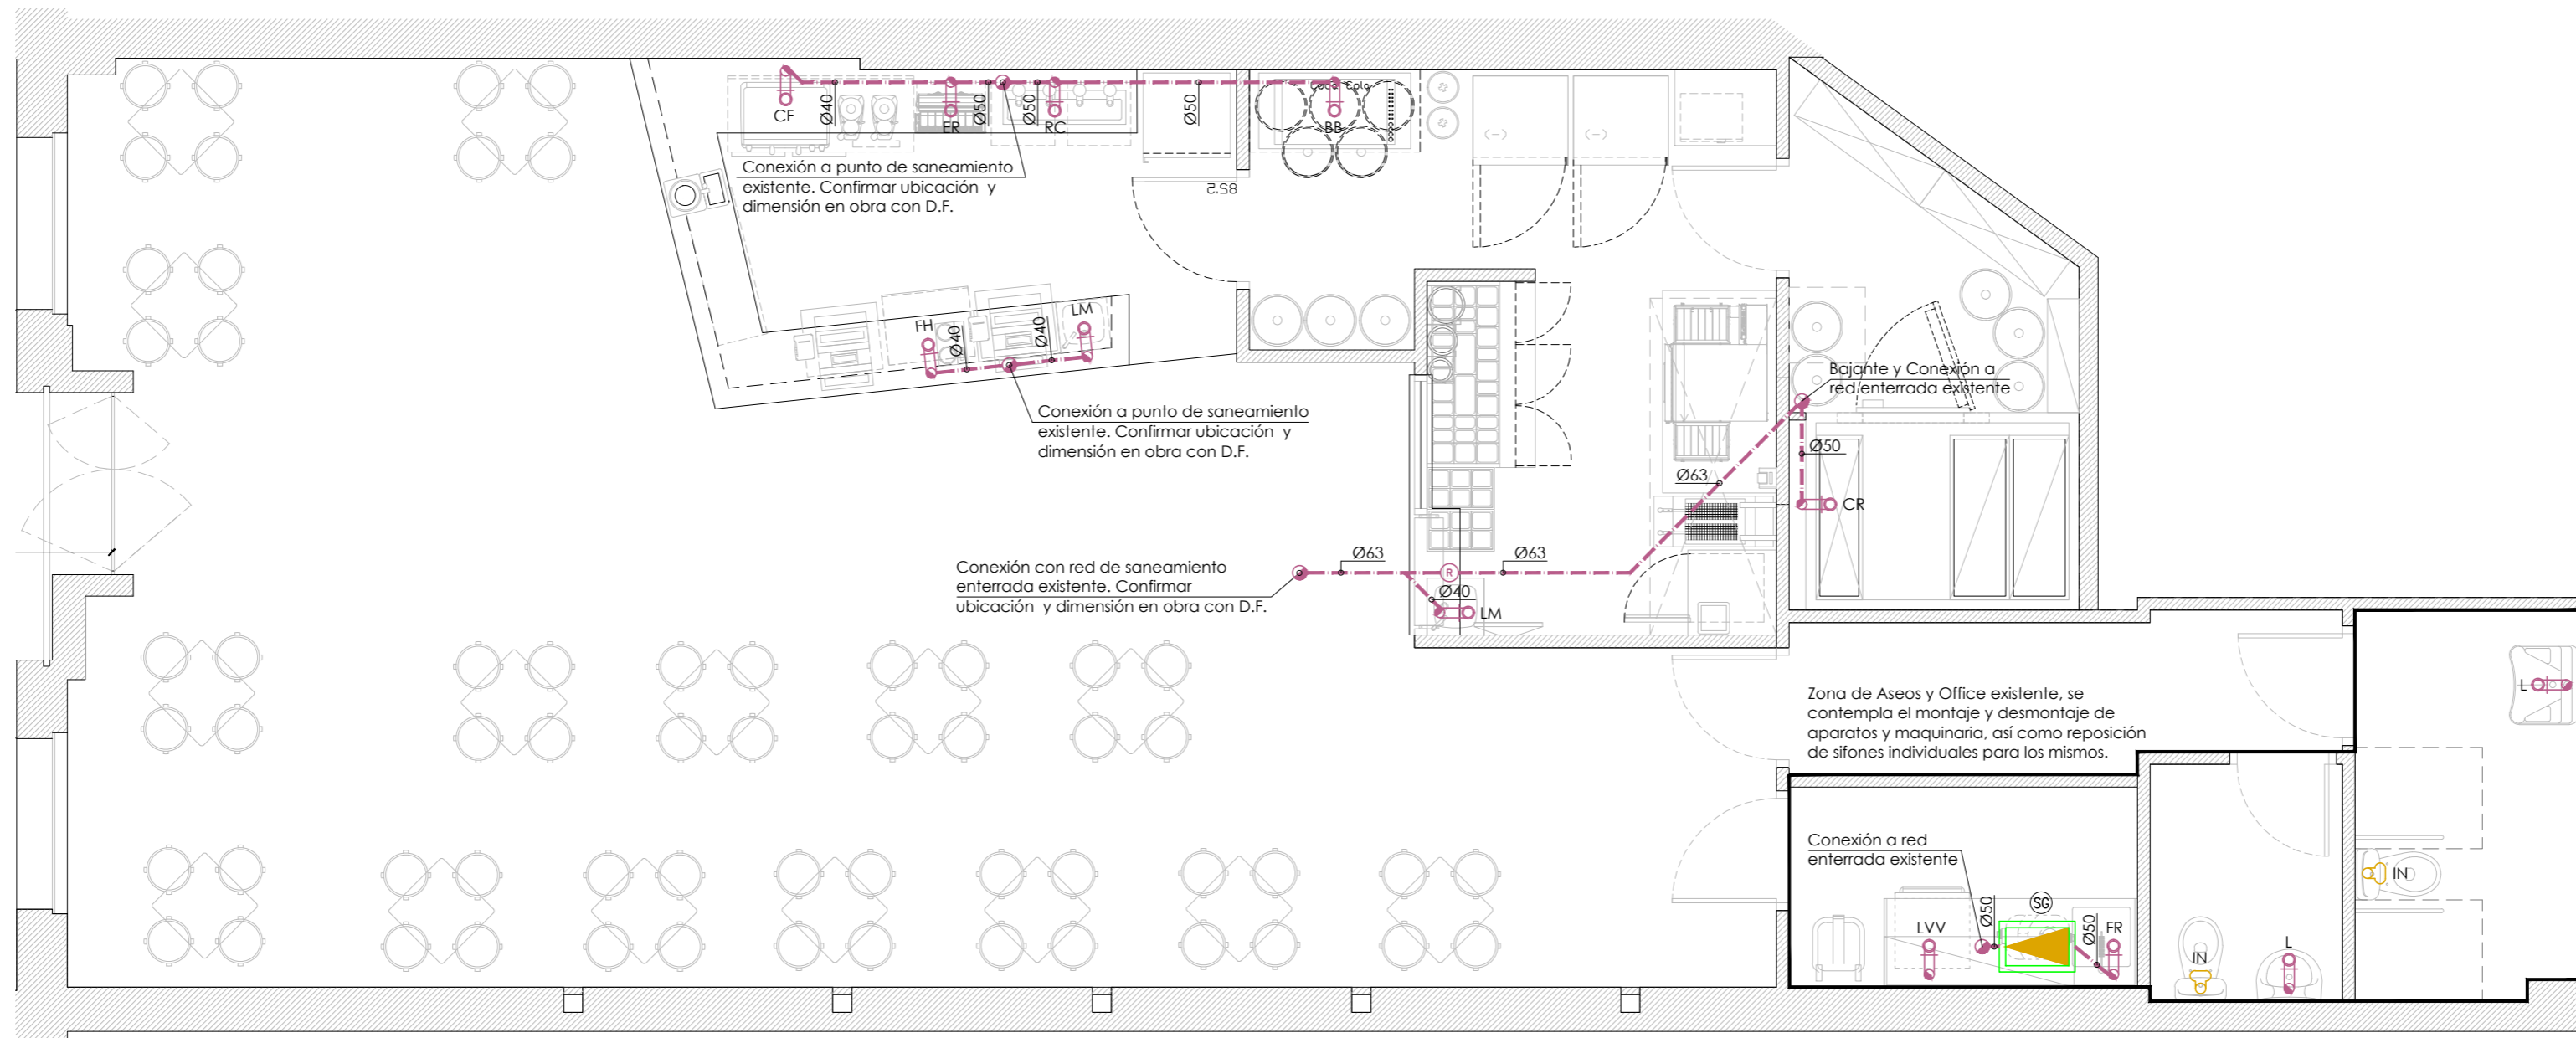 CF
Ø40
FR
Ø50
Ø50
RC
Ø50
BB
Conexión a punto de saneamiento
existente. Confirmar ubicación y
dimensión en obra con D.F.
82.5
FH
Ø40
Ø40
LM
Conexión a punto de saneamiento
existente. Confirmar ubicación y
dimensión en obra con D.F.
Bajante y Conexión a
red enterrada existente
Ø50
CR
Ø63
Conexión con red de saneamiento
enterrada existente. Confirmar
ubicación y dimensión en obra con D.F.
Ø63
R
Ø63
Ø40
LM
Zona de Aseos y Office existente, se
contempla el montaje y desmontaje de
aparatos y maquinaria, así como reposición
de sifones individuales para los mismos.
L
Conexión a red
enterrada existente
LVV
Ø50
SG
Ø50
FR
IN
L
IN